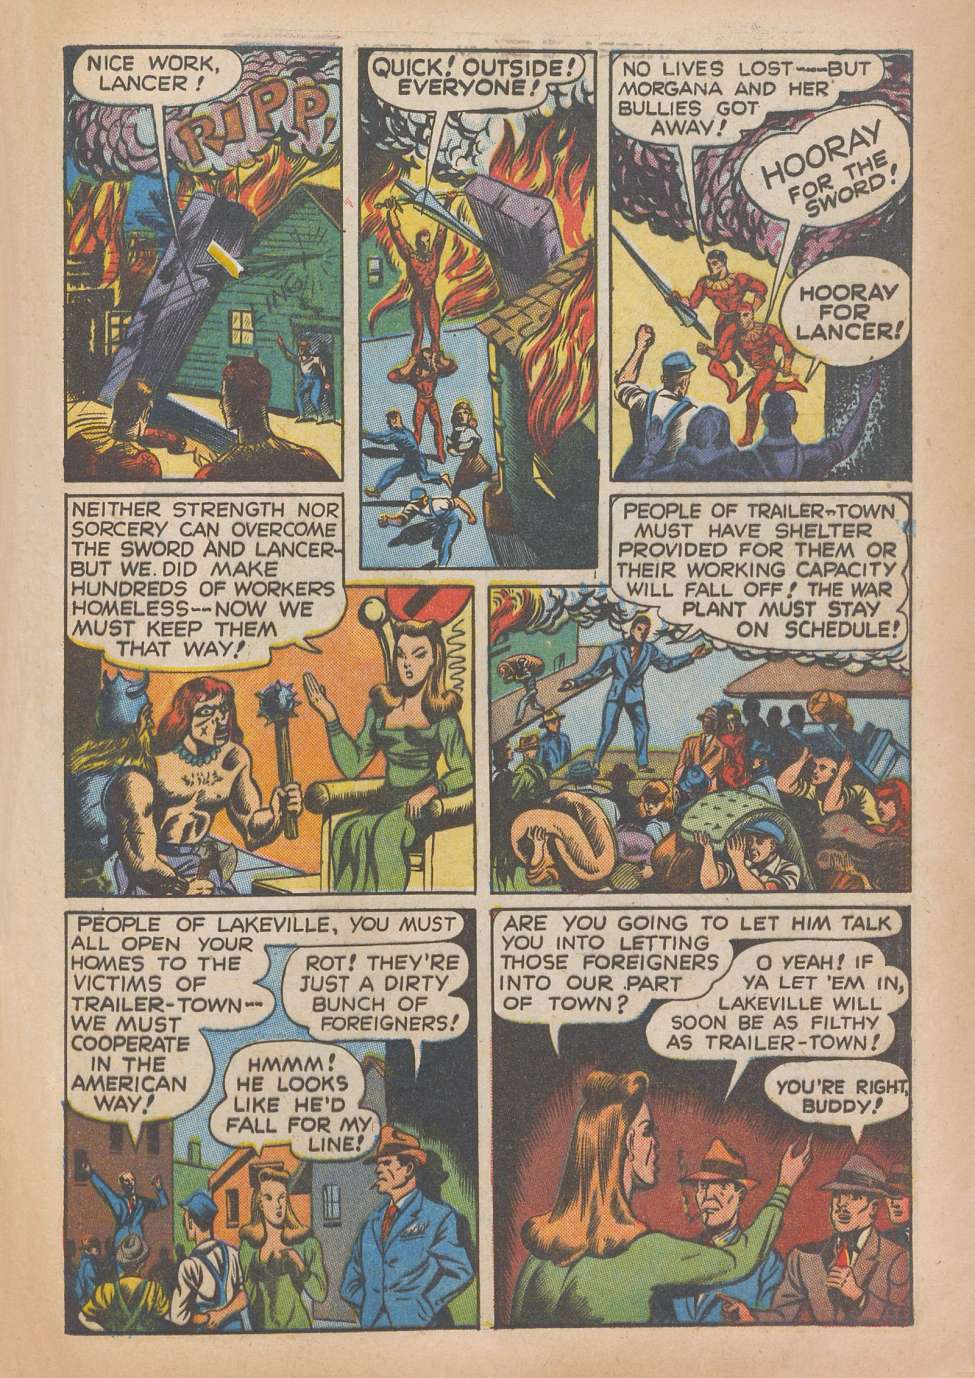 NICE WORK,
LANCER!
RIPP,
QUICK! OUTSIDE!
EVERYONE!
NO LIVES LOST---BUT
MORGANA AND HER
BULLIES GOT
AWAY!
HOORAY
FOR THE
SWORD!
HOORAY
FOR
LANCER!
NEITHER STRENGTH NOR
SORCERY CAN OVERCOME
THE SWORD AND LANCER-
BUT WE DID MAKE
HUNDREDS OF WORKERS
HOMELESS--NOW WE
MUST KEEP THEM
THAT WAY!
PEOPLE OF TRAILER-TOWN
MUST HAVE SHELTER
PROVIDED FOR THEM OR
THEIR WORKING CAPACITY
WILL FALL OFF! THE WAR
PLANT MUST STAY
ON SCHEDULE!
PEOPLE OF LAKEVILLE, YOU MUST
ALL OPEN YOUR
HOMES TO THE
VICTIMS OF
TRAILER-TOWN--
WE MUST
COOPERATE
IN THE
AMERICAN
WAY!
ROT! THEY'RE
JUST A DIRTY
BUNCH OF
FOREIGNERS!
HMMM!
HE LOOKS
LIKE HE'D
FALL FOR MY
LINE!
ARE YOU GOING TO LET HIM TALK
YOU INTO LETTING
THOSE FOREIGNERS
INTO OUR PART
OF TOWN?
O YEAH! IF
YA LET 'EM IN,
LAKEVILLE WILL
SOON BE AS FILTHY
AS TRAILER-TOWN!
YOU'RE RIGHT,
BUDDY!